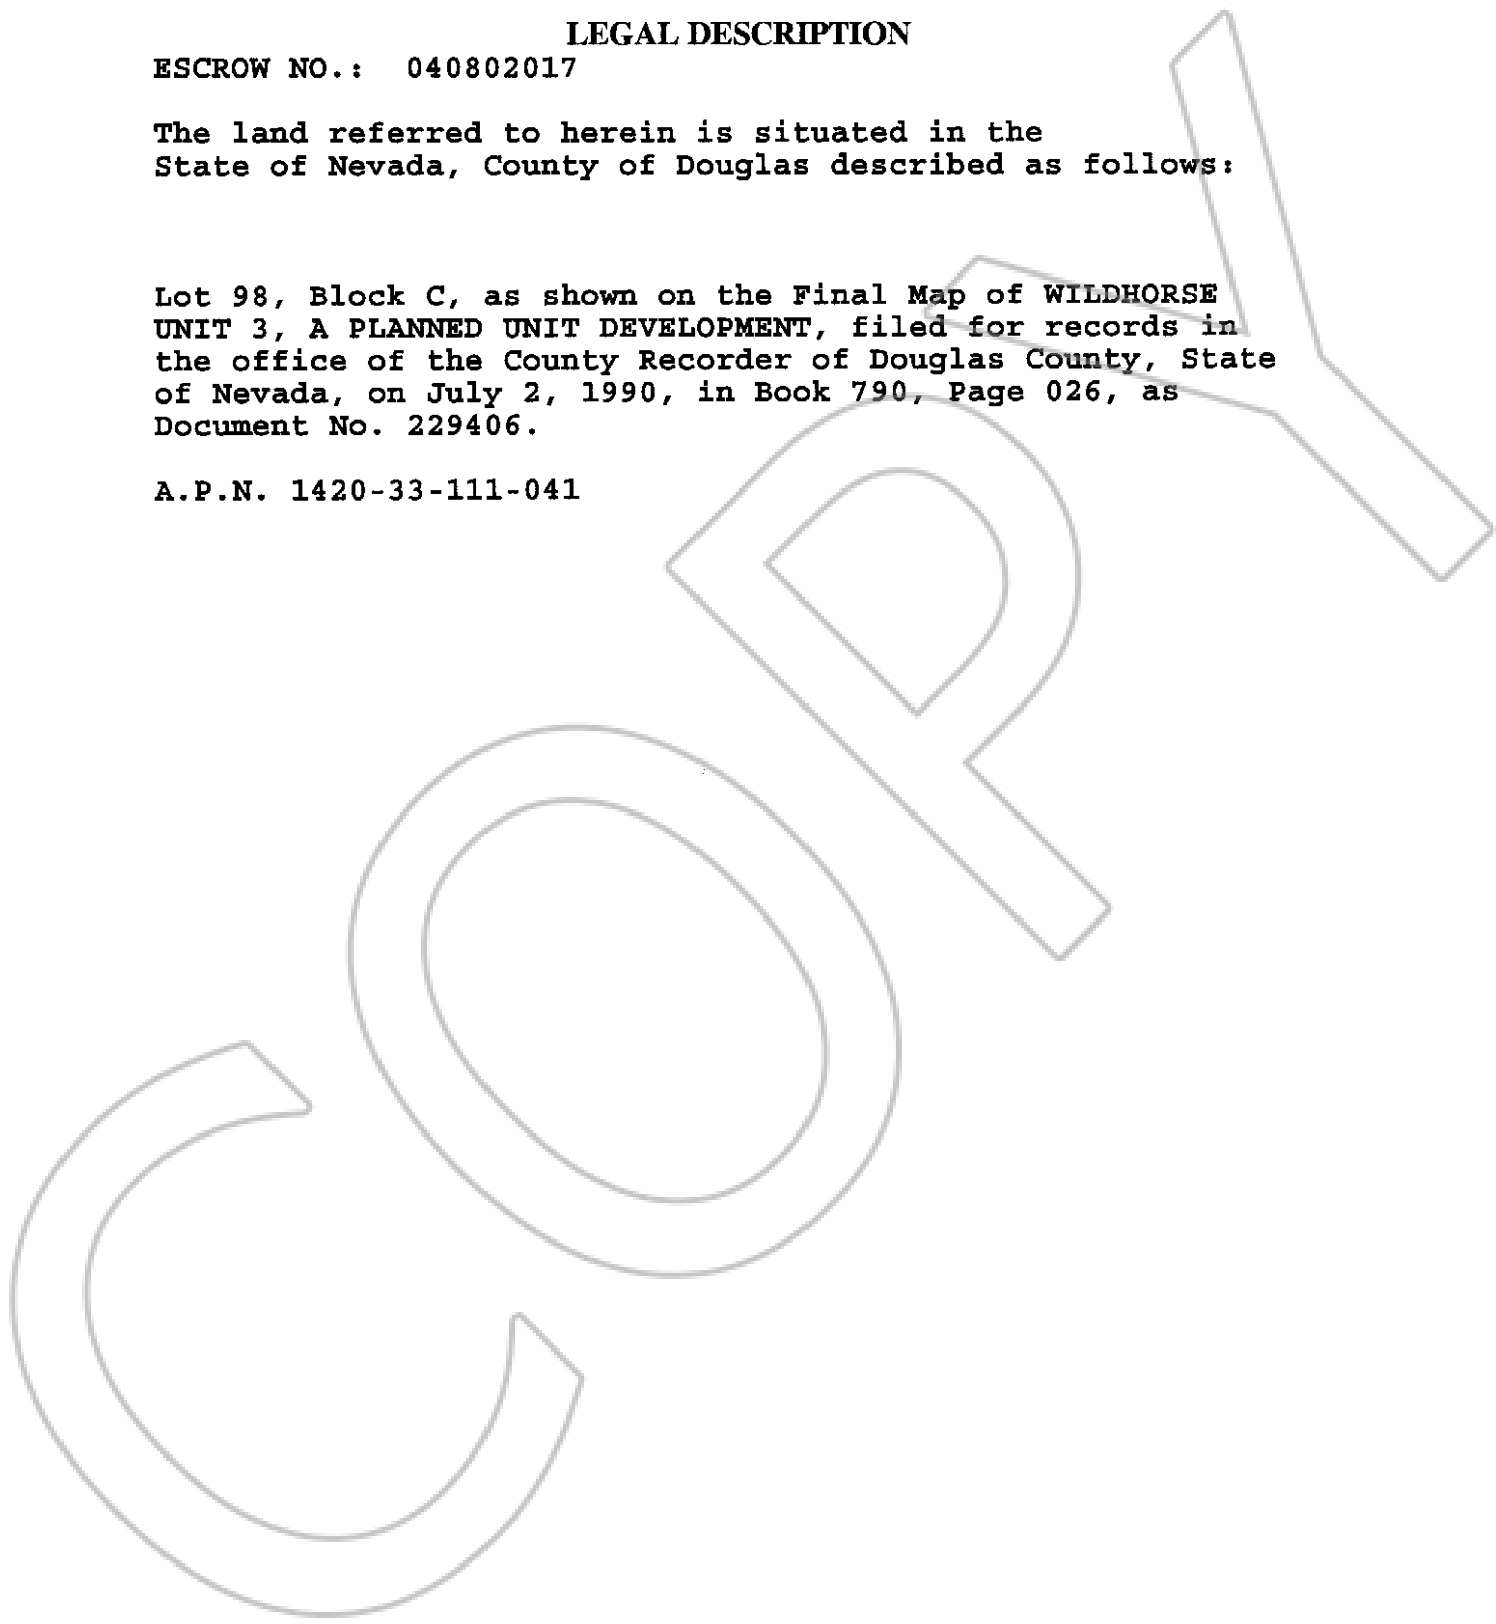 LEGAL DESCRIPTION
ESCROW NO.: 040802017
The land referred to herein is situated in the
State of Nevada, County of Douglas described as follows:
Lot 98, Block C, as shown on the Final Map of WILDHORSE
UNIT 3, A PLANNED UNIT DEVELOPMENT, filed for records in
the office of the County Recorder of Douglas County, State
of Nevada, on July 2, 1990, in Book 790, Page 026, as
Document No. 229406.
A.P.N. 1420-33-111-041
COPY